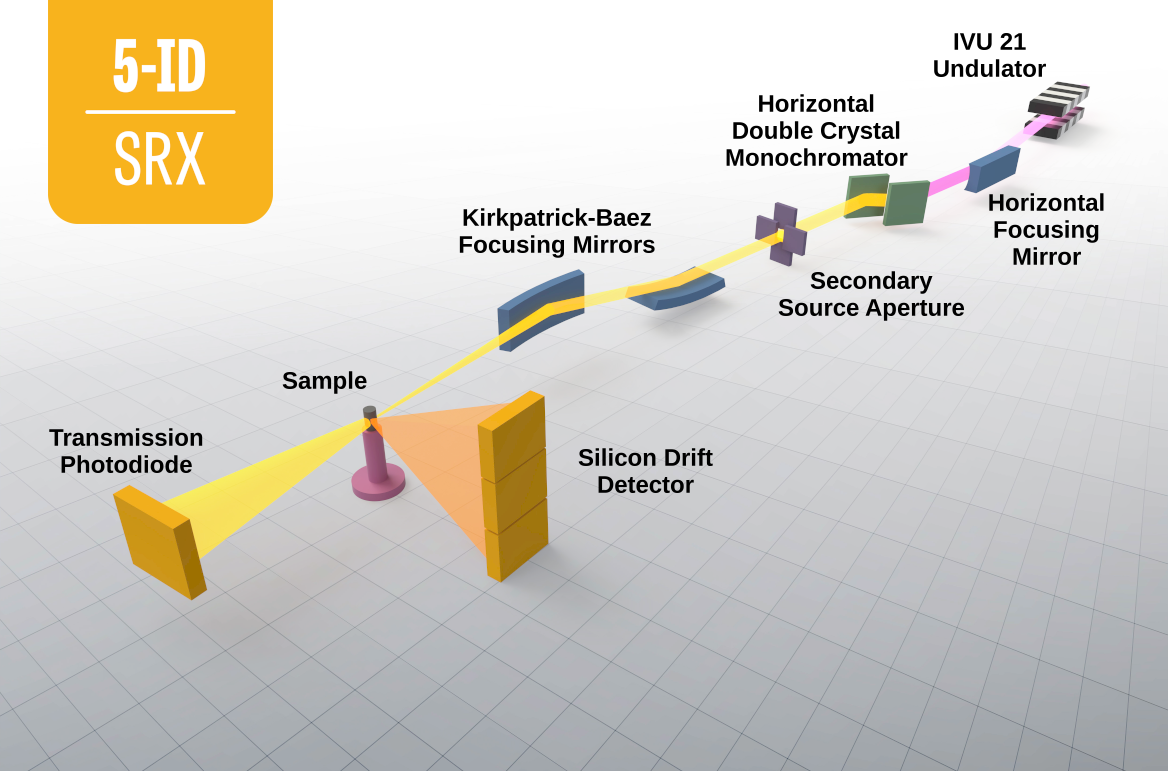 5-ID
SRX
IVU 21
Undulator
Horizontal
Double Crystal
Monochromator
Horizontal
Focusing
Mirror
Kirkpatrick-Baez
Focusing Mirrors
Secondary
Source Aperture
Sample
Transmission
Photodiode
Silicon Drift
Detector